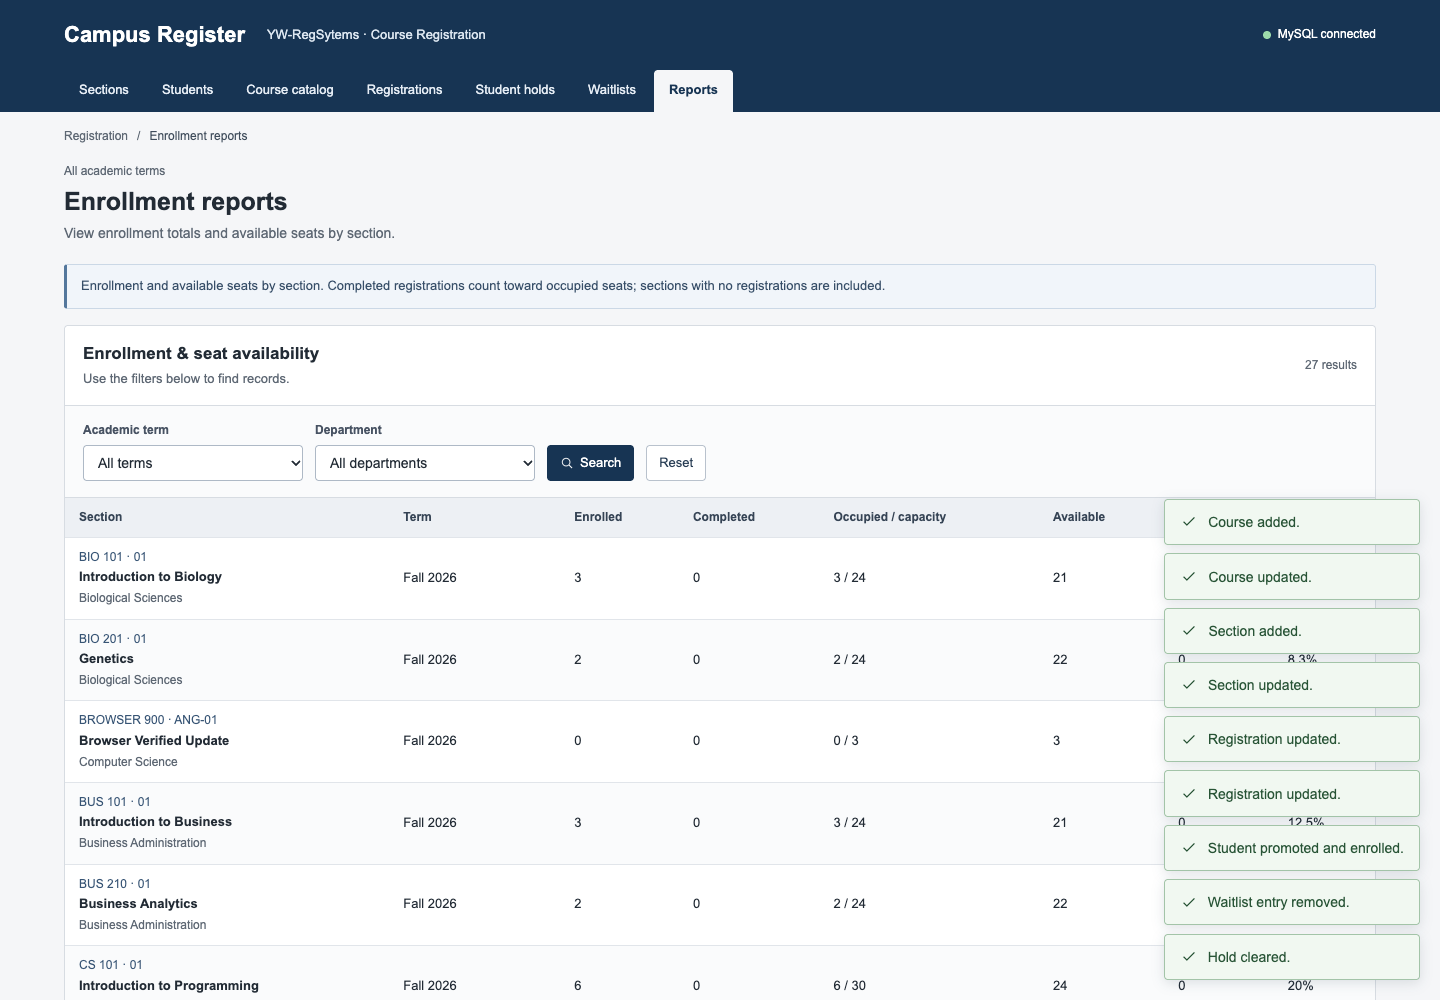 Campus Register
YW-RegSytems · Course Registration
MySQL connected
Sections
Students
Course catalog
Registrations
Student holds
Waitlists
Reports
Registration / Enrollment reports
All academic terms
Enrollment reports
View enrollment totals and available seats by section.
Enrollment and available seats by section. Completed registrations count toward occupied seats; sections with no registrations are included.
Enrollment & seat availability
Use the filters below to find records.
27 results
Academic term
Department
All terms
All departments
Search
Reset
Section Term Enrolled Completed Occupied / capacity Available
BIO 101 · 01
Introduction to Biology
Biological Sciences
Fall 2026 3 0 3 / 24 21
BIO 201 · 01
Genetics
Biological Sciences
Fall 2026 2 0 2 / 24 22 0 8.3%
BROWSER 900 · ANG-01
Browser Verified Update
Computer Science
Fall 2026 0 0 0 / 3 3
BUS 101 · 01
Introduction to Business
Business Administration
Fall 2026 3 0 3 / 24 21 0 12.5%
BUS 210 · 01
Business Analytics
Business Administration
Fall 2026 2 0 2 / 24 22
CS 101 · 01
Introduction to Programming
Fall 2026 6 0 6 / 30 24 0 20%
Course added.
Course updated.
Section added.
Section updated.
Registration updated.
Registration updated.
Student promoted and enrolled.
Waitlist entry removed.
Hold cleared.